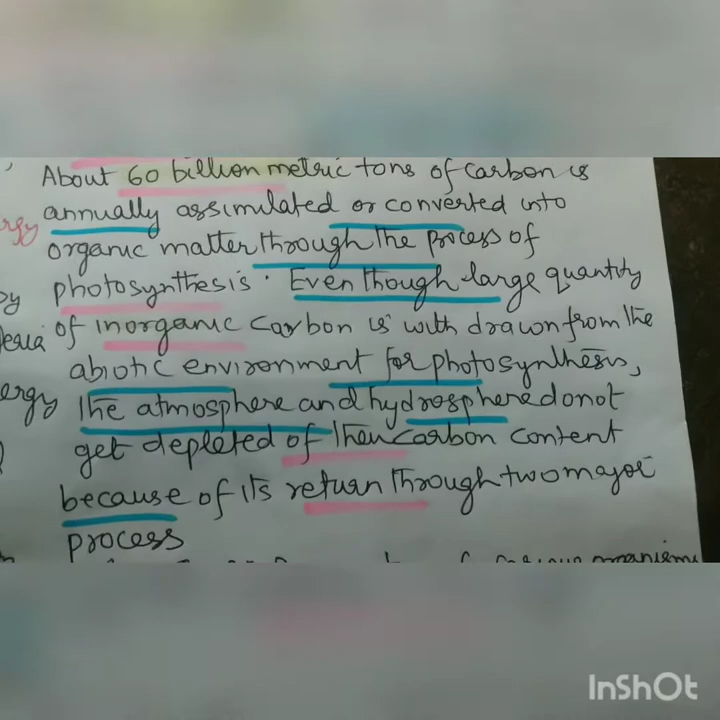 About 60 billion metric tons of carbon is
annually assimilated or converted into
organic matter through the process of
photosynthesis. Even though large quantity
of inorganic carbon is with drawn from the
abiotic environment for photosynthesis,
the atmosphere and hydrosphere do not
get depleted of their carbon content
because of its return through two major
process
InShOt